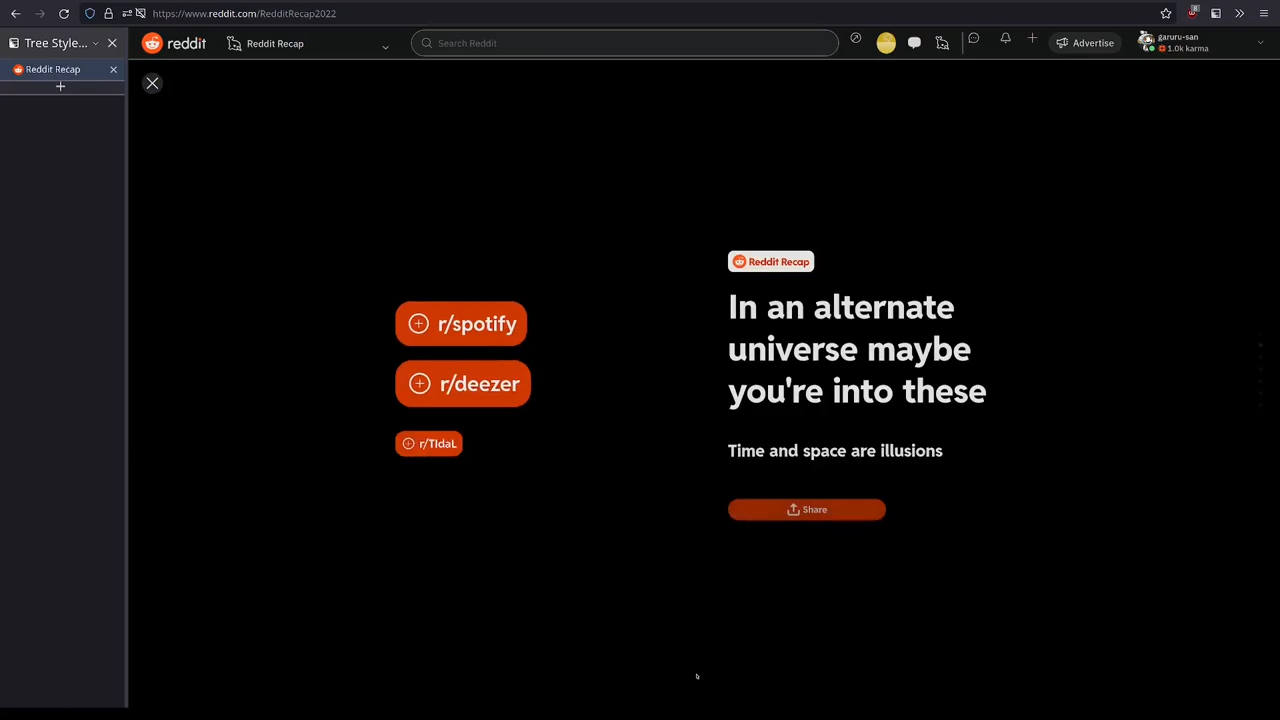 https://www.reddit.com/RedditRecap2022
8
Tree Style...
reddit
Reddit Recap
Search Reddit
Advertise
garuru-san
1.0k karma
Reddit Recap
Reddit Recap
In an alternate
universe maybe
you're into these
r/spotify
r/deezer
r/TIdaL
Time and space are illusions
Share